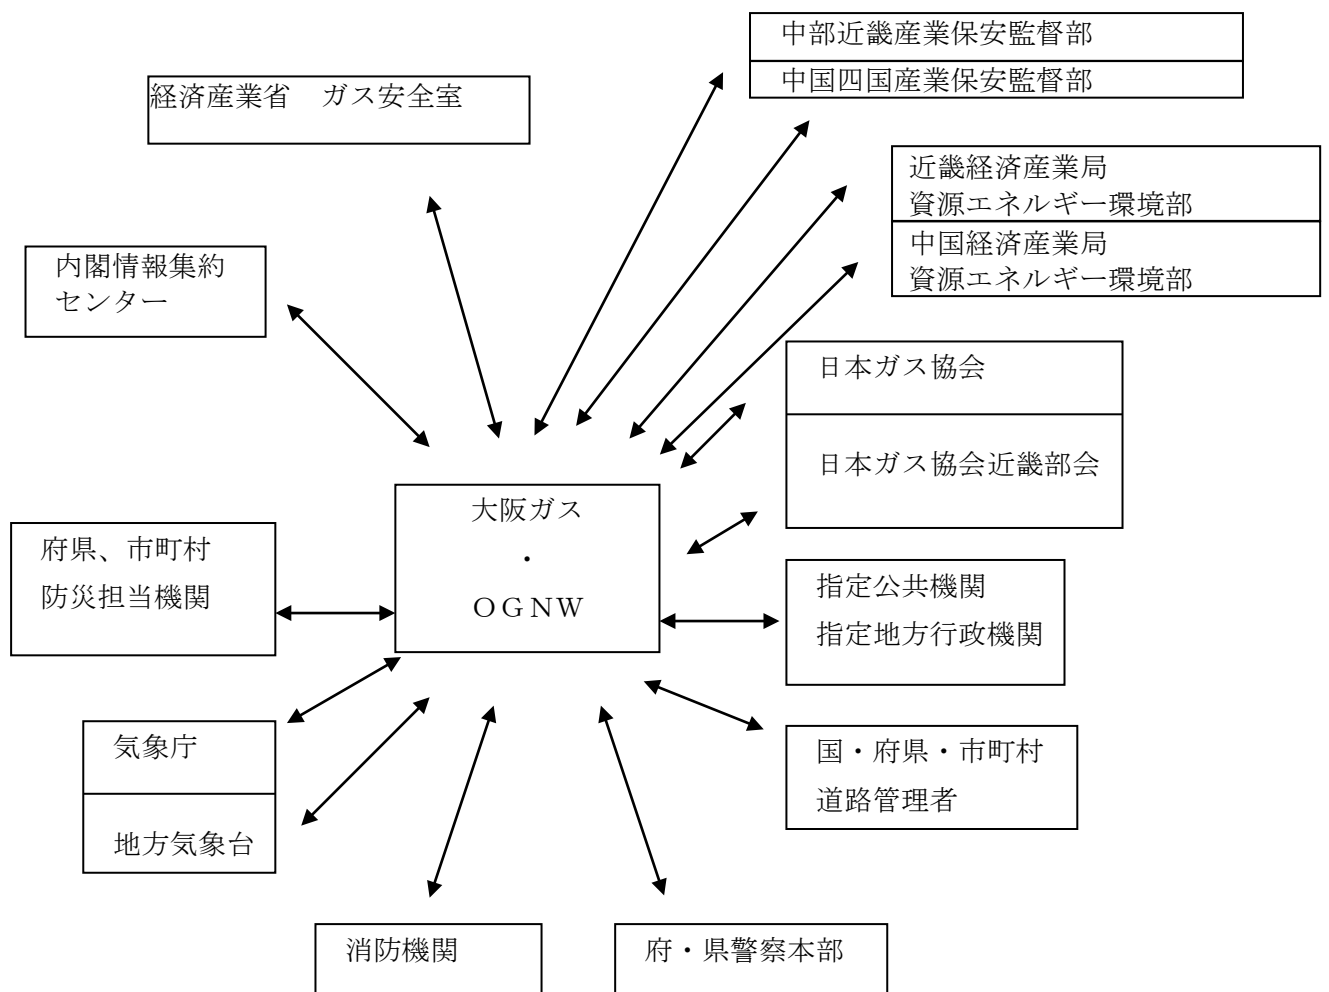 中部近畿産業保安監督部
中国四国産業保安監督部
経済産業省　ガス安全室
近畿経済産業局
資源エネルギー環境部
中国経済産業局
資源エネルギー環境部
内閣情報集約
センター
日本ガス協会
日本ガス協会近畿部会
大阪ガス
・
ＯＧＮＷ
府県、市町村
防災担当機関
指定公共機関
指定地方行政機関
気象庁
地方気象台
国・府県・市町村
道路管理者
消防機関
府・県警察本部